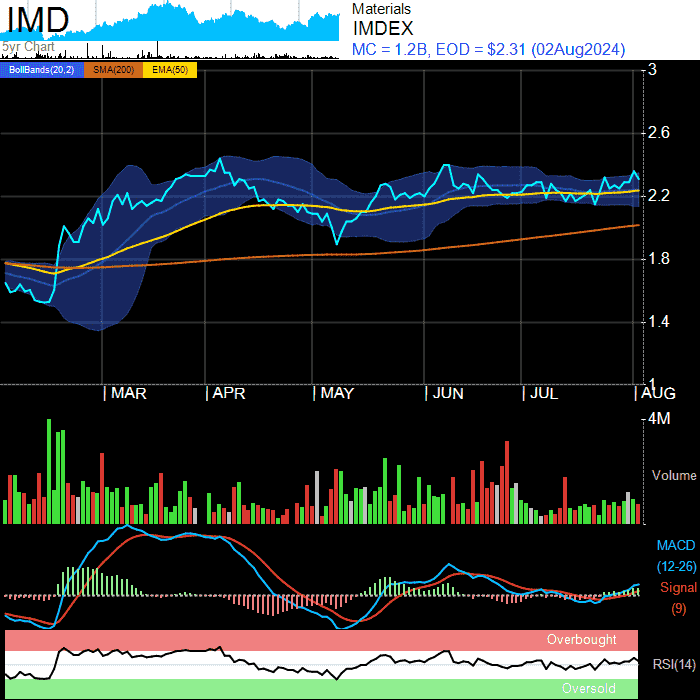 IMD
5yr Chart
Materials
IMDEX
MC = 1.2B, EOD = $2.31 (02Aug2024)
BollBands(20,2) SMA(200) EMA(50)
3
2.6
2.2
1.8
1.4
1
MAR APR MAY JUN JUL AUG
4M
Volume
MACD
(12-26)
Signal
(9)
Overbought
RSI(14)
Oversold